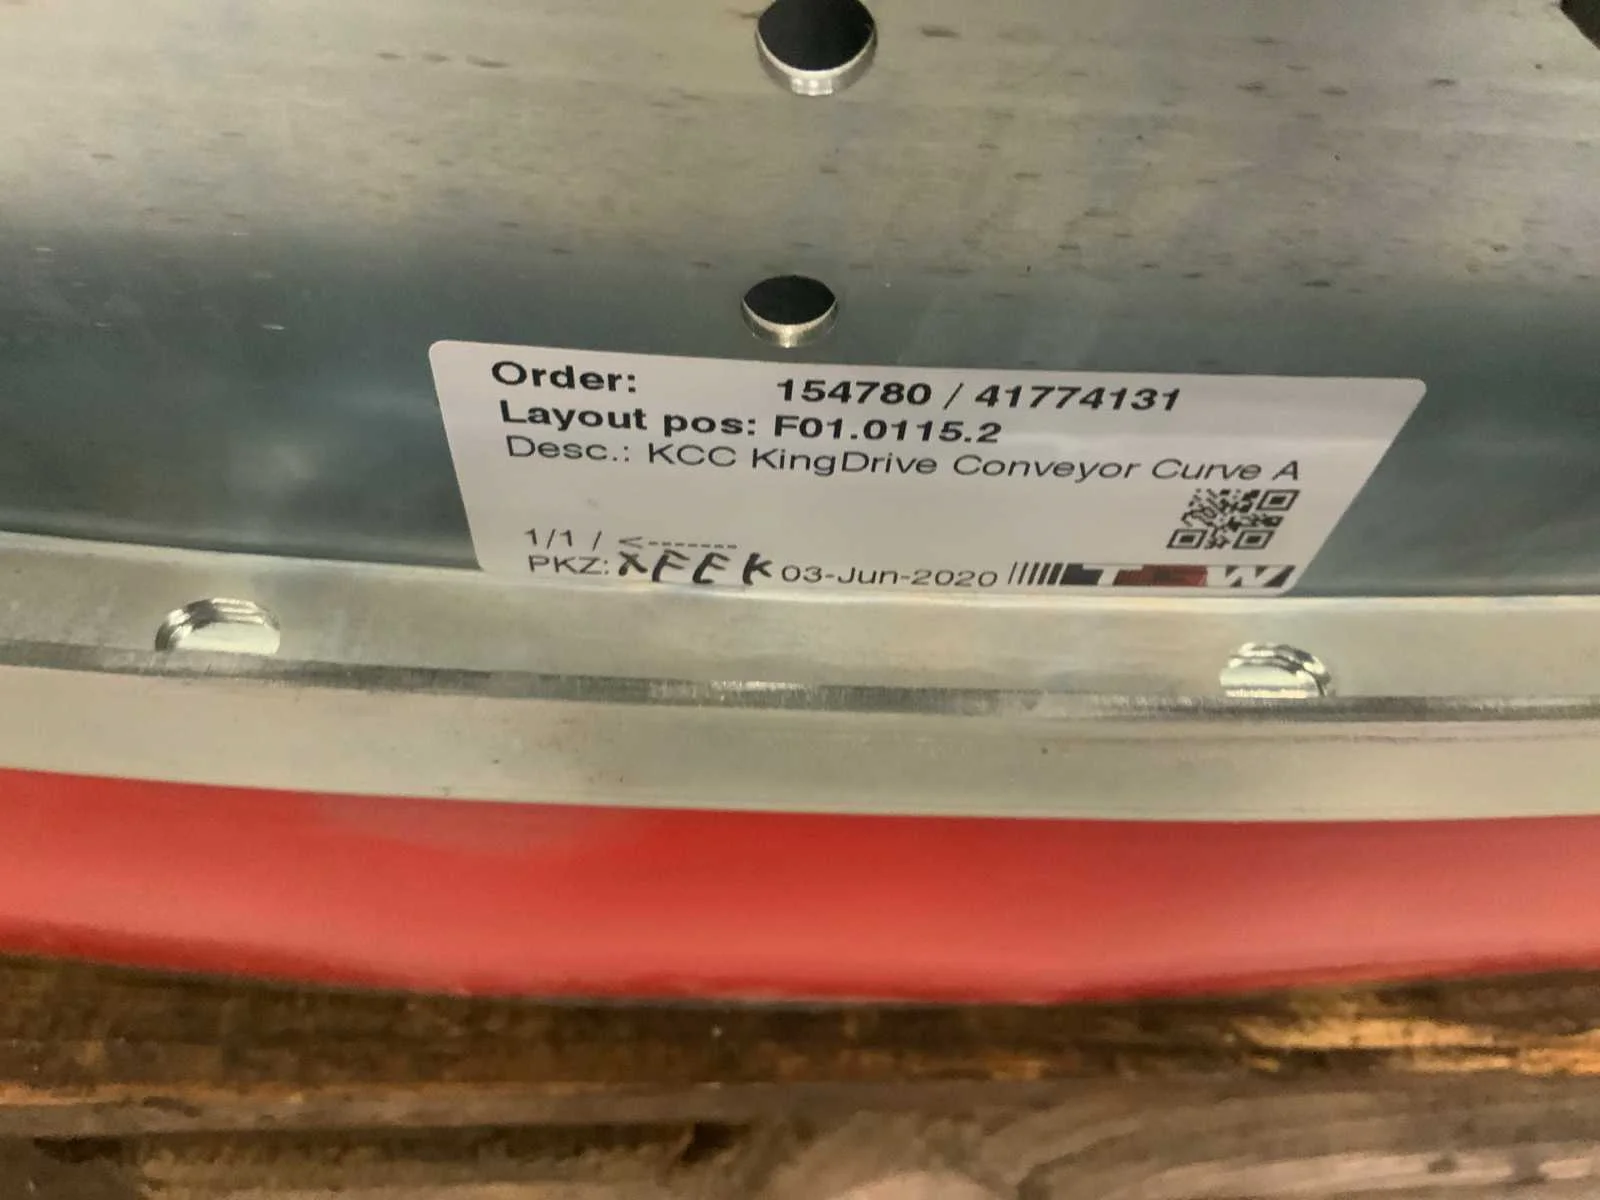 Order: 154780 / 41774131
Layout pos: F01.0115.2
Desc.: KCC KingDrive Conveyor Curve A
1/1 / <-------
PKZ: XFEK 03-Jun-2020 TGW